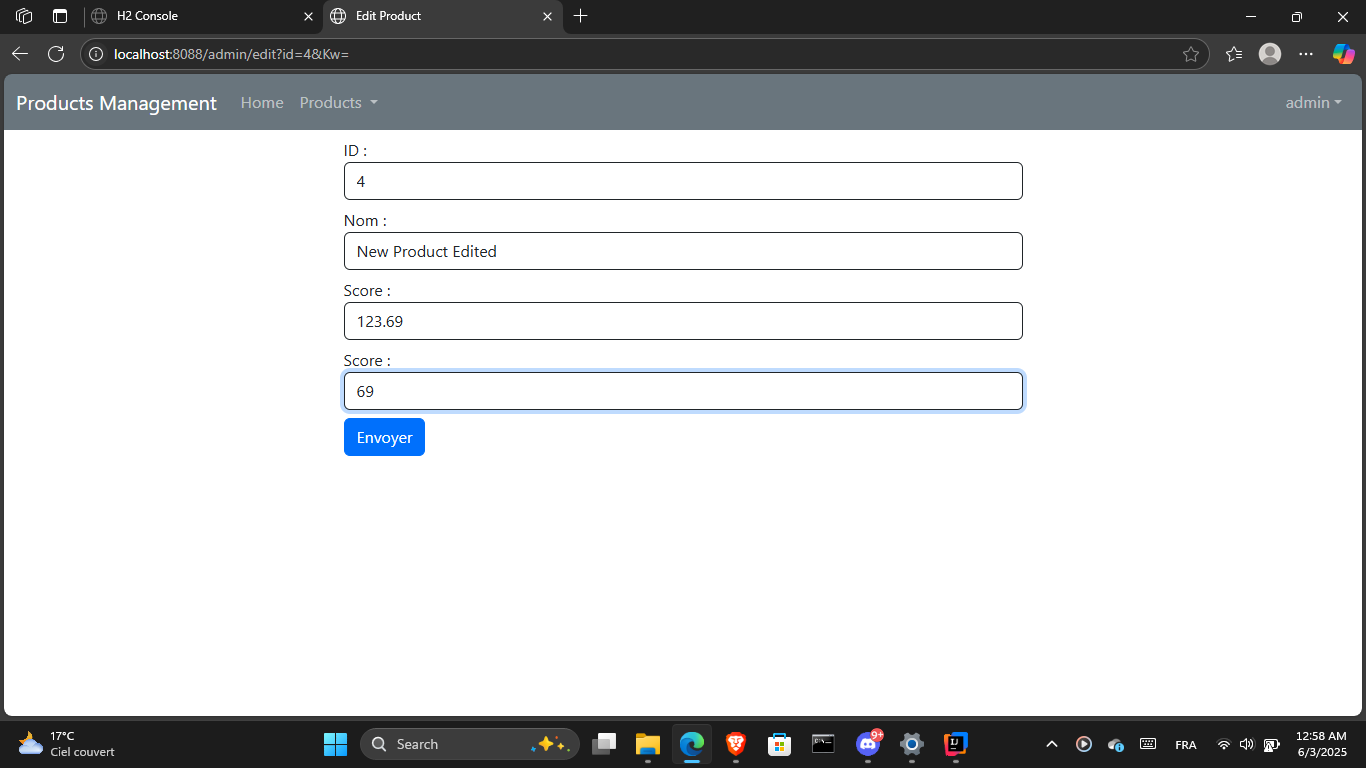 H2 Console
Edit Product
localhost:8088/admin/edit?id=4&Kw=
Products Management Home Products admin
ID :
4
Nom :
New Product Edited
Score :
123.69
Score :
69
Envoyer
17°C
Ciel couvert
Search
9+
IJ
FRA
12:58 AM
6/3/2025